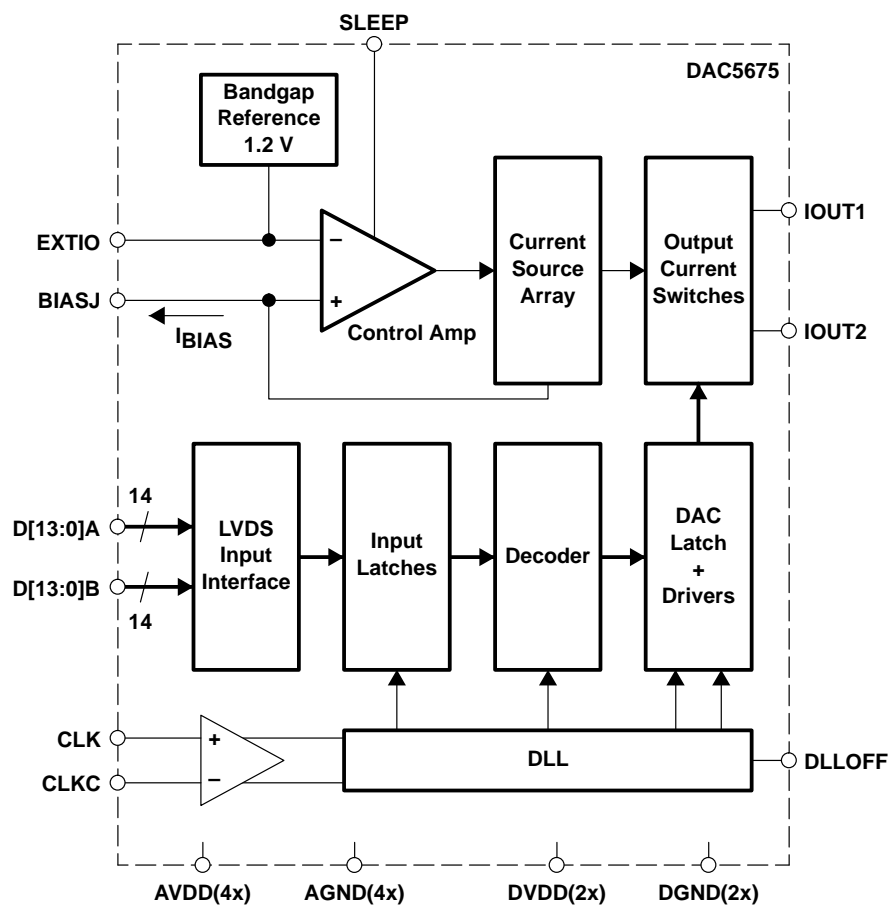 SLEEP
DAC5675
Bandgap
Reference
1.2 V
EXTIO
BIASJ
IBIAS
−
+
Control Amp
Current
Source
Array
Output
Current
Switches
IOUT1
IOUT2
14
D[13:0]A
D[13:0]B
14
LVDS
Input
Interface
Input
Latches
Decoder
DAC
Latch
+
Drivers
CLK
CLKC
+
−
DLL
DLLOFF
AVDD(4x)
AGND(4x)
DVDD(2x)
DGND(2x)